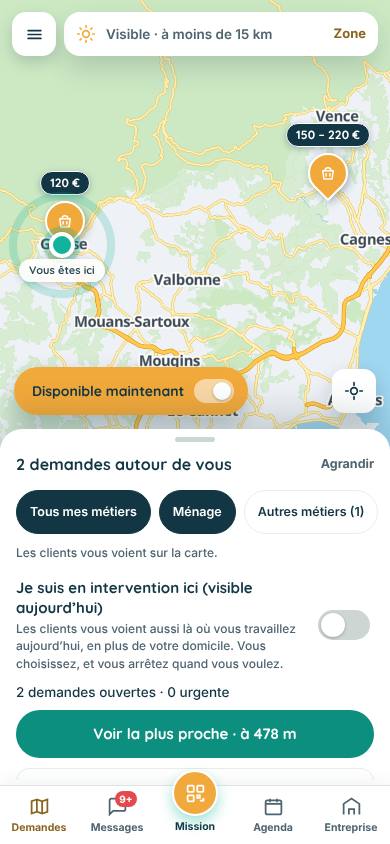 Visible · à moins de 15 km
Zone
Vence
150 – 220 €
120 €
Cagnes
Vous êtes ici
Valbonne
Mouans-Sartoux
Mougins
Disponible maintenant
2 demandes autour de vous
Agrandir
Tous mes métiers
Ménage
Autres métiers (1)
Les clients vous voient sur la carte.
Je suis en intervention ici (visible
aujourd’hui)
Les clients vous voient aussi là où vous travaillez
aujourd’hui, en plus de votre domicile. Vous
choisissez, et vous arrêtez quand vous voulez.
2 demandes ouvertes · 0 urgente
Voir la plus proche · à 478 m
9+
Demandes
Messages
Mission
Agenda
Entreprise